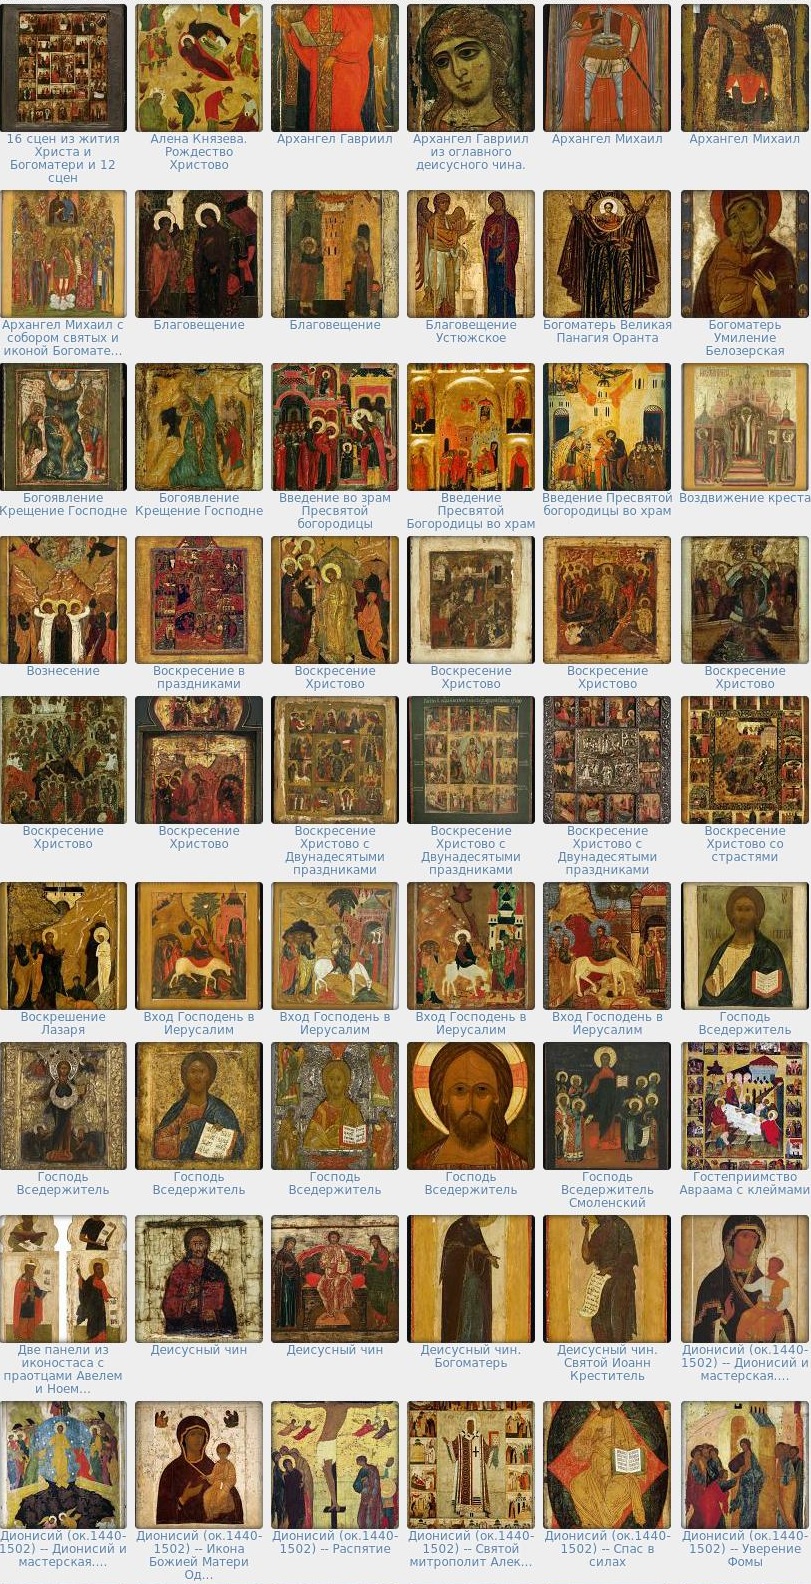 16 сцен из жития
Христа и
Богоматери и 12
сцен
Алена Князева.
Рождество
Христово
Архангел Гавриил
Архангел Гавриил
из оглавного
деисусного чина.
Архангел Михаил
Архангел Михаил
Архангел Михаил с
собором святых и
иконой Богомате...
Благовещение
Благовещение
Благовещение
Устюжское
Богоматерь Великая
Панагия Оранта
Богоматерь
Умиление
Белозерская
Богоявление
Крещение Господне
Богоявление
Крещение Господне
Введение во зрам
Пресвятой
богородицы
Введение
Пресвятой
Богородицы во храм
Введение Пресвятой
богородицы во храм
Воздвижение креста
Вознесение
Воскресение в
праздниками
Воскресение
Христово
Воскресение
Христово
Воскресение
Христово
Воскресение
Христово
Воскресение
Христово
Воскресение
Христово
Воскресение
Христово с
Двунадесятыми
праздниками
Воскресение
Христово с
Двунадесятыми
праздниками
Воскресение
Христово с
Двунадесятыми
праздниками
Воскресение
Христово со
страстями
Воскрешение
Лазаря
Вход Господень в
Иерусалим
Вход Господень в
Иерусалим
Вход Господень в
Иерусалим
Вход Господень в
Иерусалим
Господь
Вседержитель
Господь
Вседержитель
Господь
Вседержитель
Господь
Вседержитель
Господь
Вседержитель
Господь
Вседержитель
Смоленский
Гостеприимство
Авраама с клеймами
Две панели из
иконостаса с
праотцами Авелем
и Ноем...
Деисусный чин
Деисусный чин
Деисусный чин.
Богоматерь
Деисусный чин.
Святой Иоанн
Креститель
Дионисий (ок.1440-
1502) -- Дионисий и
мастерская....
Дионисий (ок.1440-
1502) -- Дионисий и
мастерская....
Дионисий (ок.1440-
1502) -- Икона
Божией Матери
Од...
Дионисий (ок.1440-
1502) -- Распятие
Дионисий (ок.1440-
1502) -- Святой
митрополит Алек...
Дионисий (ок.1440-
1502) -- Спас в
силах
Дионисий (ок.1440-
1502) -- Уверение
Фомы